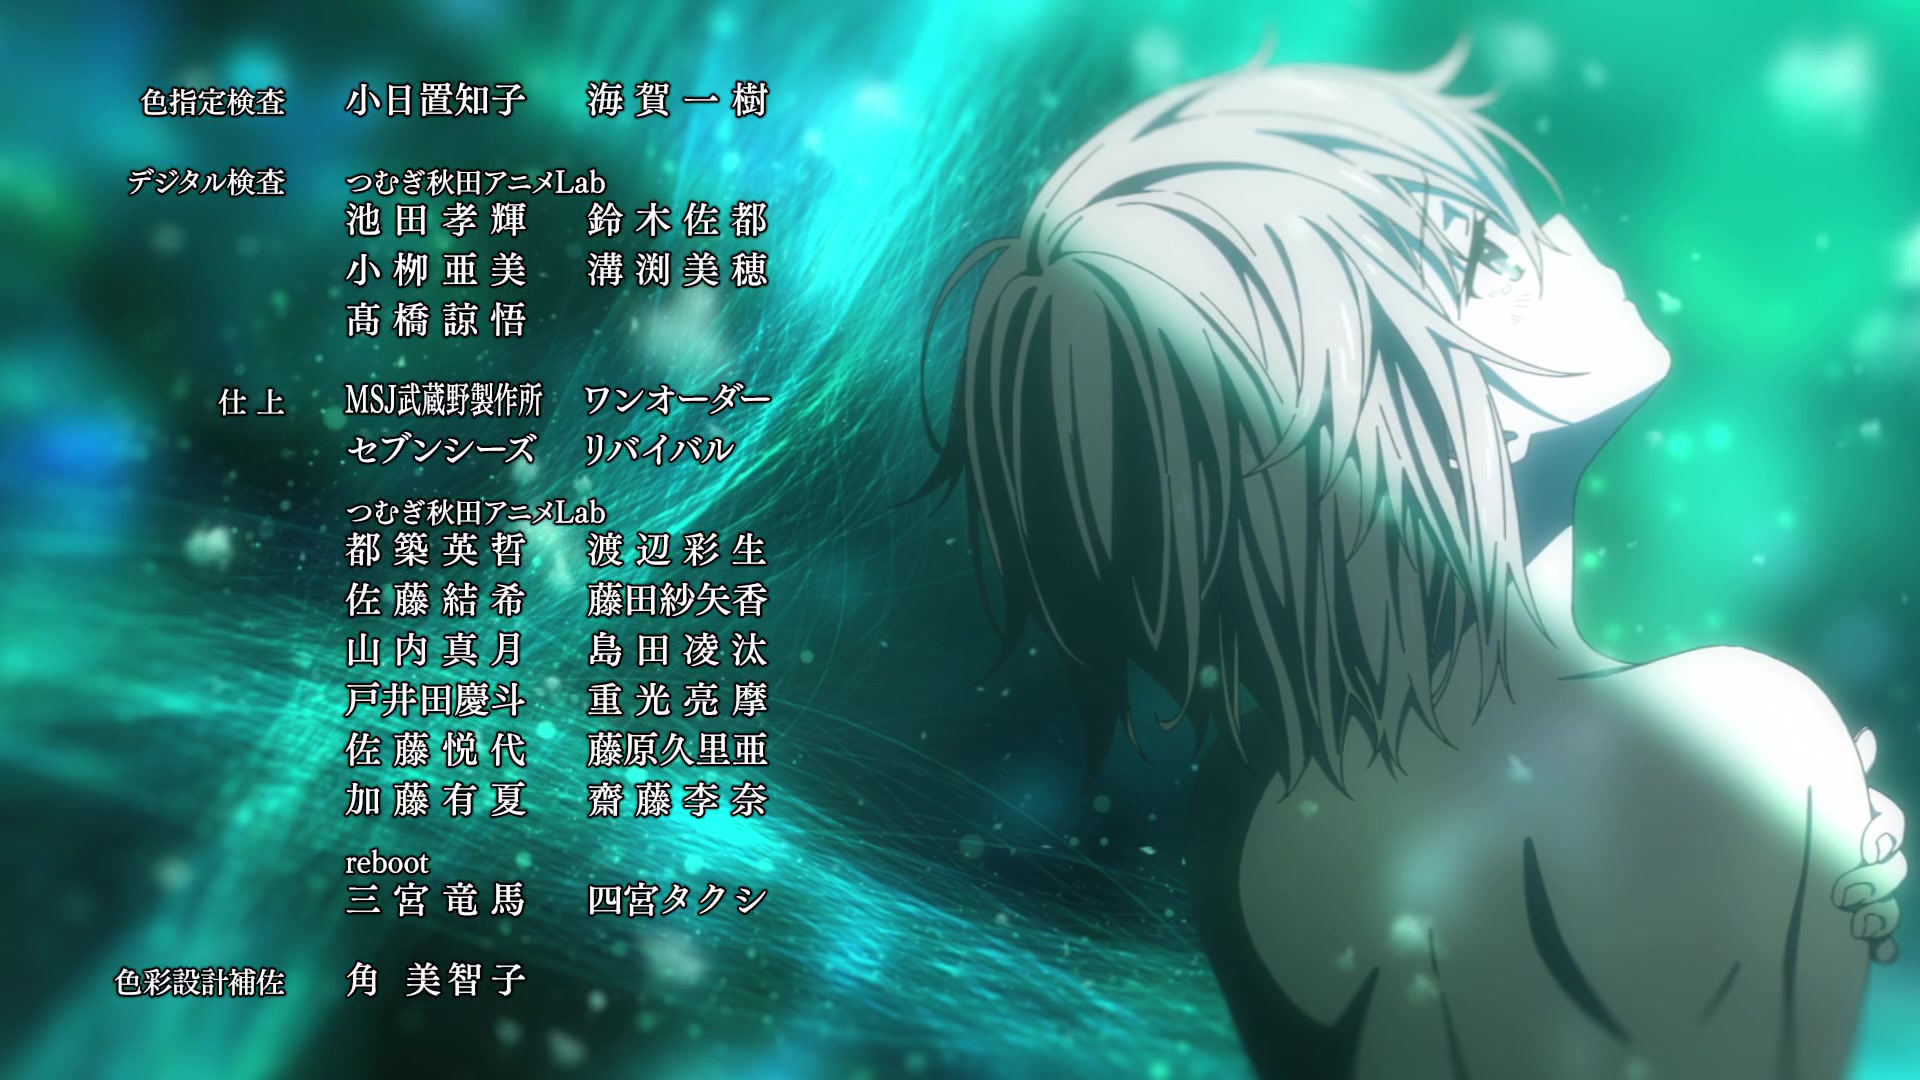 色指定検査 小日置知子 海賀一樹
デジタル検査 つむぎ秋田アニメLab
池田孝輝 鈴木佐都
小栁亜美 溝渕美穂
髙橋諒悟
仕上 MSJ武蔵野製作所 ワンオーダー
セブンシーズ リバイバル
つむぎ秋田アニメLab
都築英哲 渡辺彩生
佐藤結希 藤田紗矢香
山内真月 島田凌汰
戸井田慶斗 重光亮摩
佐藤悦代 藤原久里亜
加藤有夏 齋藤李奈
reboot
三宮竜馬 四宮タクシ
色彩設計補佐 角 美智子